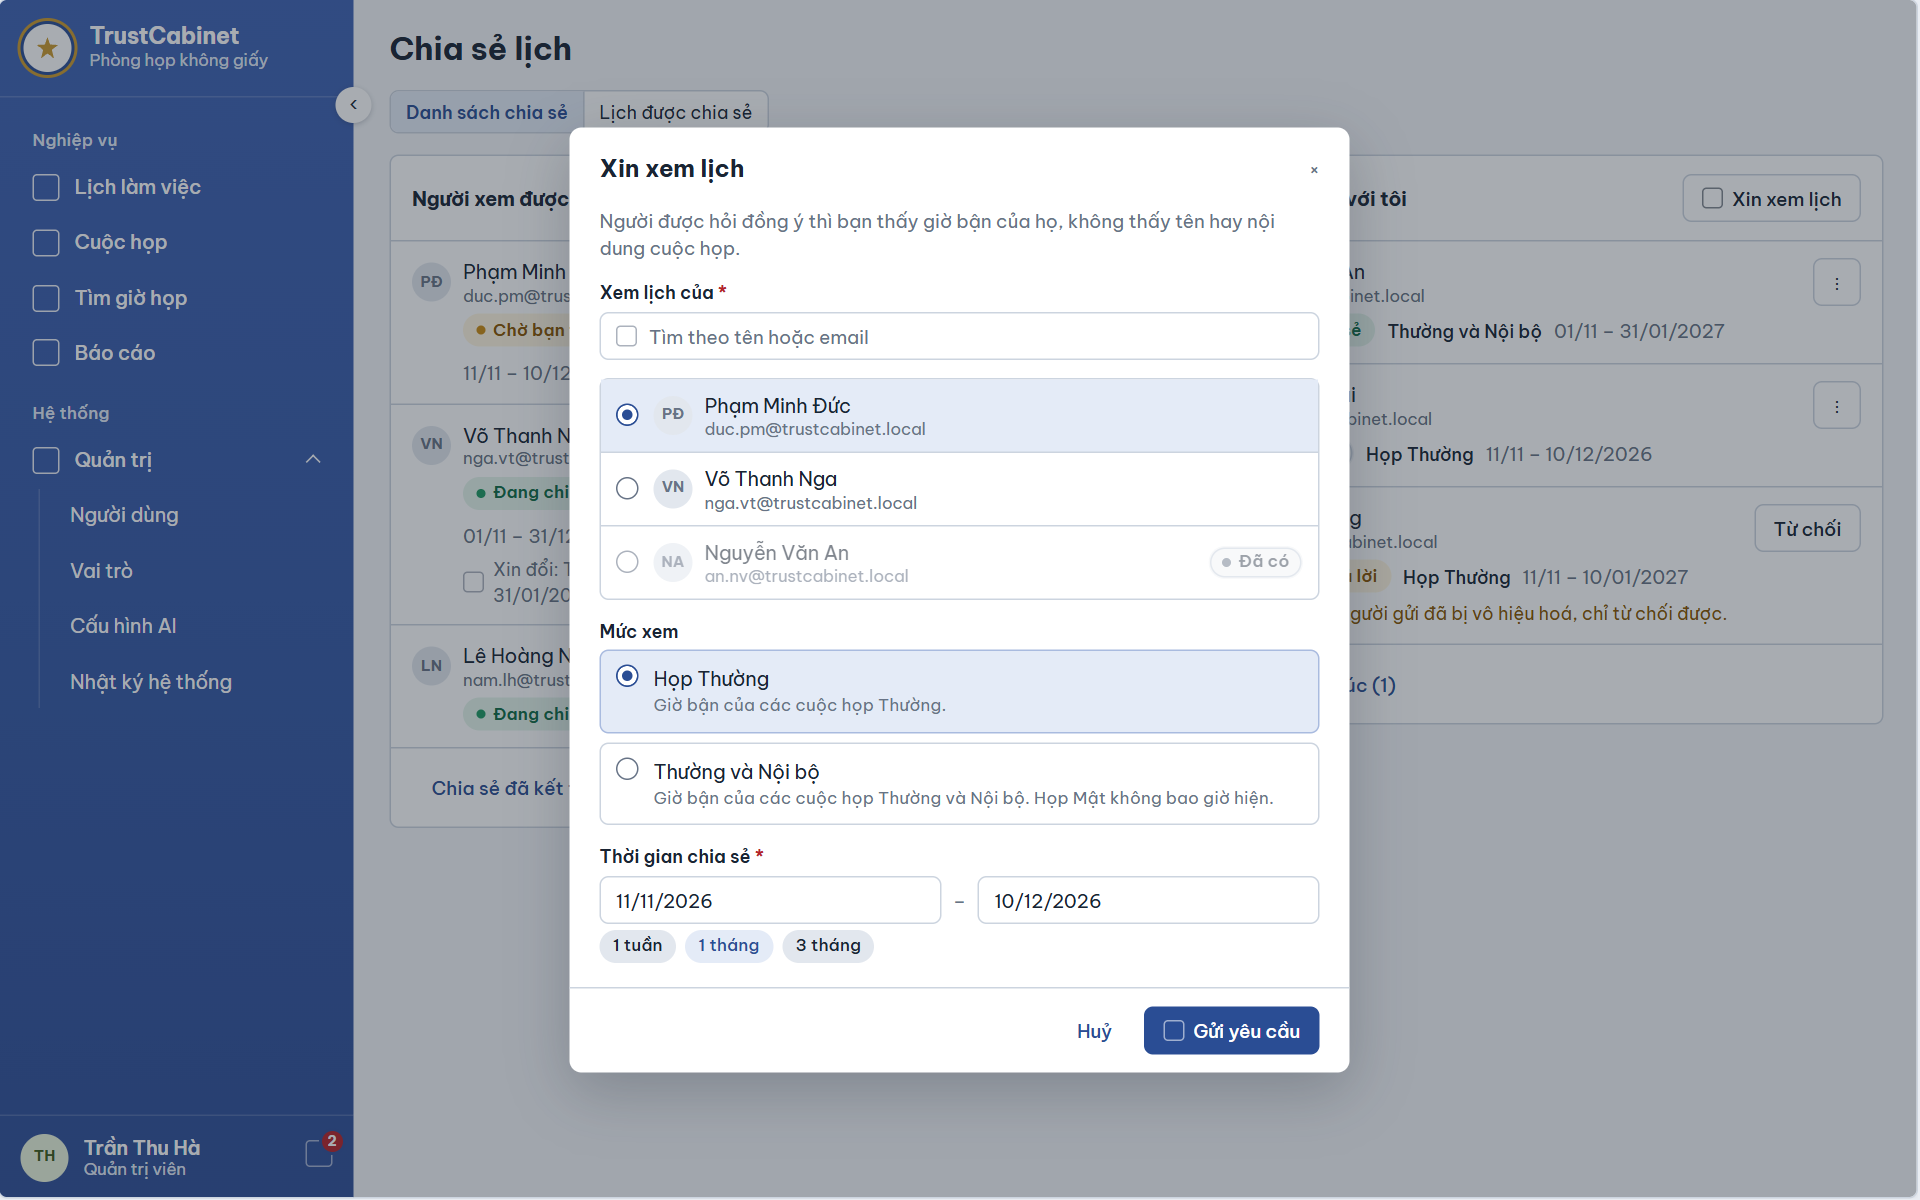 TrustCabinet
Phòng họp không giấy
Nghiệp vụ
Lịch làm việc
Cuộc họp
Tìm giờ họp
Báo cáo
Hệ thống
Quản trị
Người dùng
Vai trò
Cấu hình AI
Nhật ký hệ thống
TH
Trần Thu Hà
Quản trị viên
2
Chia sẻ lịch
Danh sách chia sẻ
Lịch được chia sẻ
Người xem được
PĐ
Phạm Minh
duc.pm@trus
Chờ bạn
11/11 – 10/12
VN
Võ Thanh N
nga.vt@trust
Đang chi
01/11 – 31/12
Xin đổi: T
31/01/20
LN
Lê Hoàng N
nam.lh@trust
Đang chi
Chia sẻ đã kết
Xin xem lịch
×
Người được hỏi đồng ý thì bạn thấy giờ bận của họ, không thấy tên hay nội
dung cuộc họp.
Xem lịch của *
Tìm theo tên hoặc email
PĐ
Phạm Minh Đức
duc.pm@trustcabinet.local
VN
Võ Thanh Nga
nga.vt@trustcabinet.local
NA
Nguyễn Văn An
an.nv@trustcabinet.local
Đã có
Mức xem
Họp Thường
Giờ bận của các cuộc họp Thường.
Thường và Nội bộ
Giờ bận của các cuộc họp Thường và Nội bộ. Họp Mật không bao giờ hiện.
Thời gian chia sẻ *
11/11/2026
–
10/12/2026
1 tuần
1 tháng
3 tháng
Huỷ
Gửi yêu cầu
với tôi
Xin xem lịch
An
inet.local
ẻ
Thường và Nội bộ 01/11 – 31/01/2027
i
binet.local
Họp Thường 11/11 – 10/12/2026
g
abinet.local
Từ chối
lời
Họp Thường 11/11 – 10/01/2027
gười gửi đã bị vô hiệu hoá, chỉ từ chối được.
úc (1)